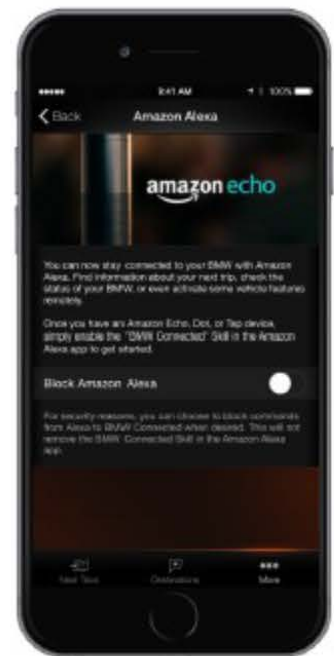 9:41 AM 100%
Back Amazon Alexa
amazon echo
You can now stay connected to your BMW with Amazon
Alexa. Find information about your next trip, check the
status of your BMW, or even activate some vehicle features
remotely.
Once you have an Amazon Echo, Dot, or Tap device,
simply enable the "BMW Connected" Skill in the Amazon
Alexa app to get started.
Block Amazon Alexa
For security reasons, you can choose to block commands
from Alexa to BMW Connected when desired. This will not
remove the BMW Connected Skill in the Amazon Alexa
app.
Destinations More